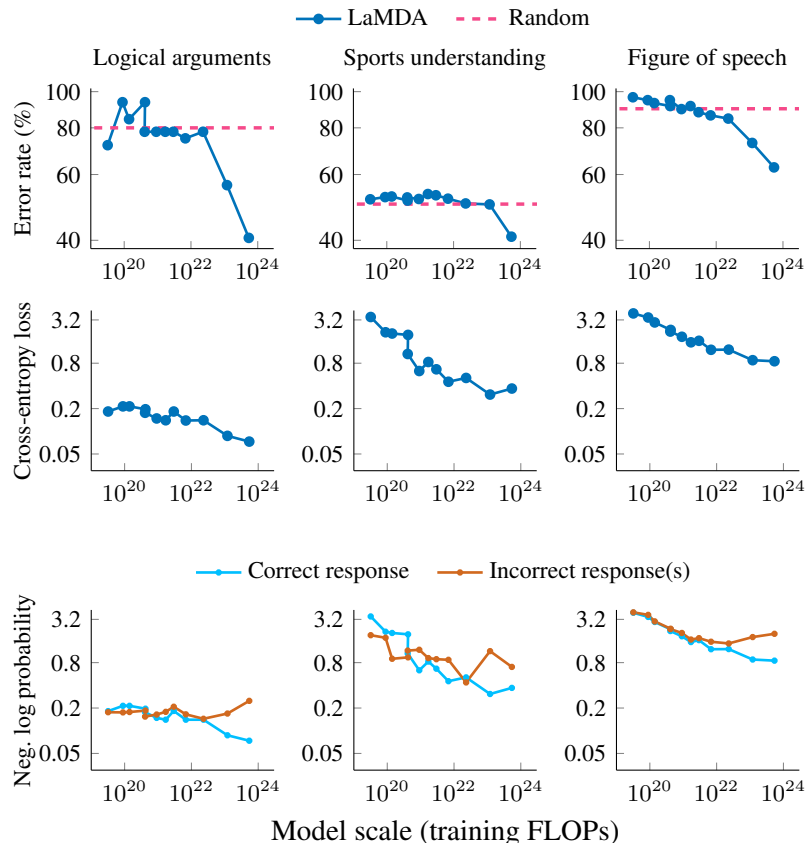 LaMDA Random
Logical arguments Sports understanding Figure of speech
Error rate (%)
100 80 60 40
10^20 10^22 10^24
100 80 60 40
10^20 10^22 10^24
100 80 60 40
10^20 10^22 10^24
Cross-entropy loss
3.2 0.8 0.2 0.05
10^20 10^22 10^24
3.2 0.8 0.2 0.05
10^20 10^22 10^24
3.2 0.8 0.2 0.05
10^20 10^22 10^24
Correct response Incorrect response(s)
Neg. log probability
3.2 0.8 0.2 0.05
10^20 10^22 10^24
3.2 0.8 0.2 0.05
10^20 10^22 10^24
3.2 0.8 0.2 0.05
10^20 10^22 10^24
Model scale (training FLOPs)